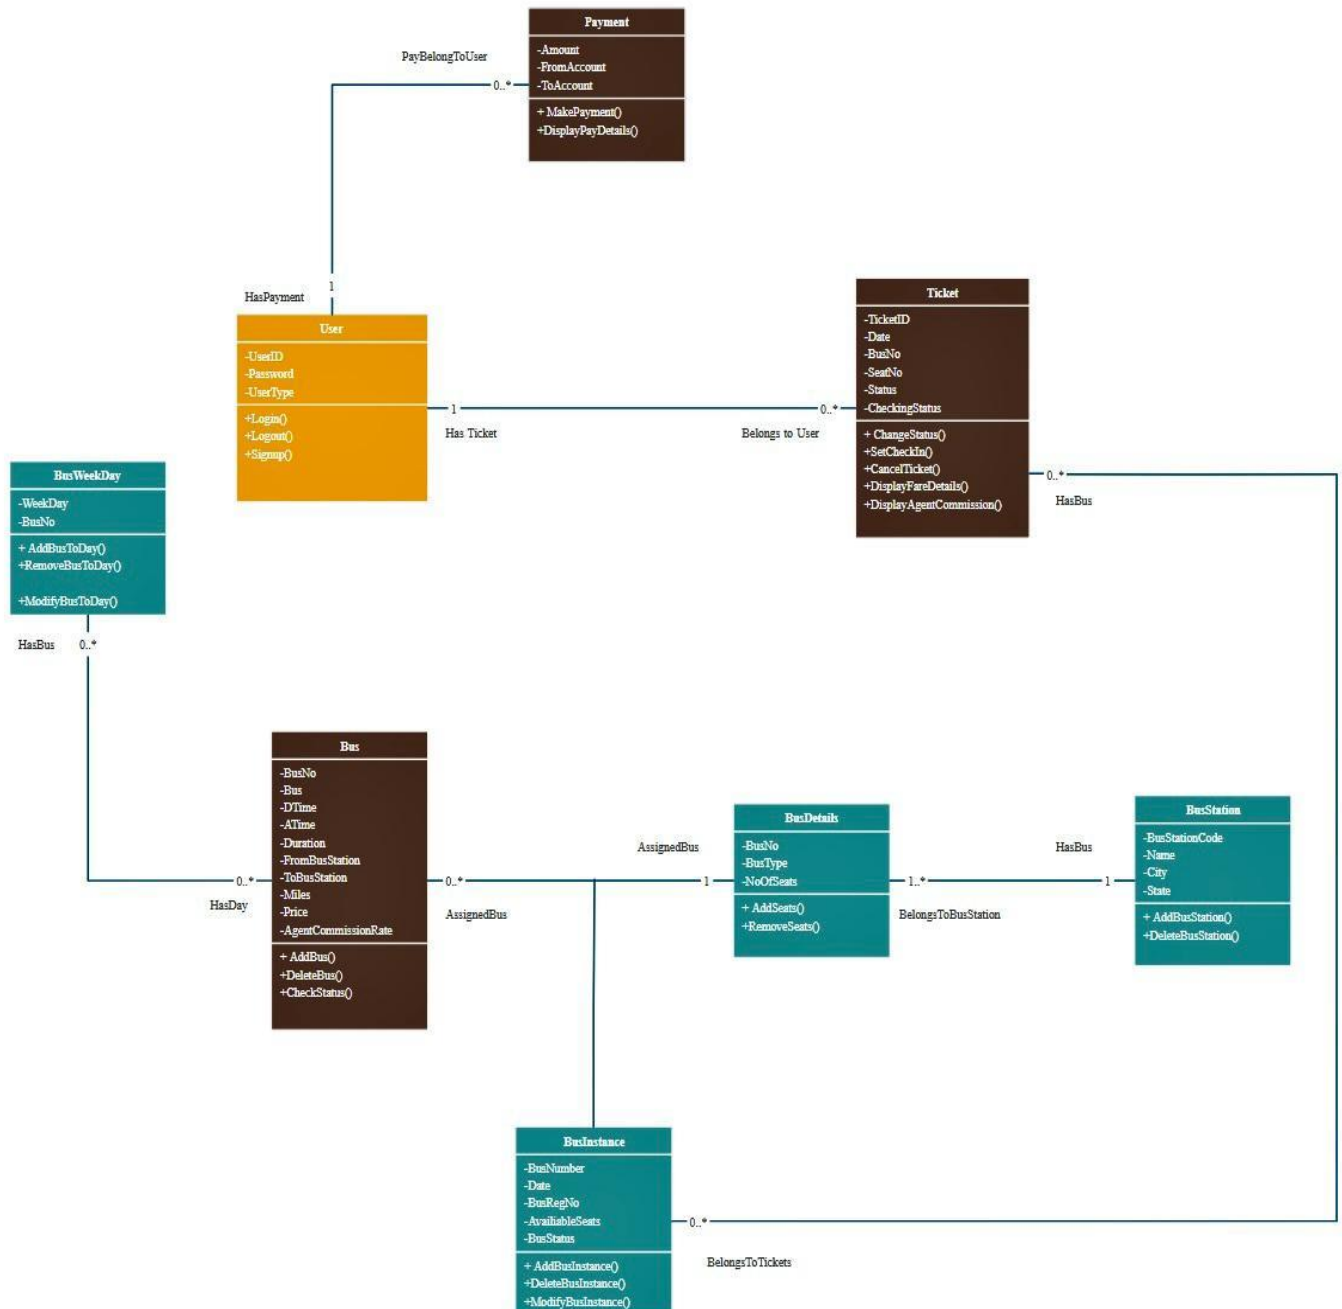 Payment
-Amount
-FromAccount
-ToAccount
+ MakePayment()
+DisplayPayDetails()
PayBelongToUser
0..*
1
HasPayment
User
-UserID
-Password
-UserType
+Login()
+Logout()
+Signup()
1
Has Ticket
0..*
Belongs to User
Ticket
-TicketID
-Date
-BusNo
-SeatNo
-Status
-CheckingStatus
+ ChangeStatus()
+SetCheckIn()
+CancelTicket()
+DisplayFareDetails()
+DisplayAgentCommission()
0..*
HasBus
BusWeekDay
-WeekDay
-BusNo
+ AddBusToDay()
+RemoveBusToDay()
+ModifyBusToDay()
HasBus
0..*
0..*
HasDay
Bus
-BusNo
-Bus
-DTime
-ATime
-Duration
-FromBusStation
-ToBusStation
-Miles
-Price
-AgentCommissionRate
+ AddBus()
+DeleteBus()
+CheckStatus()
0..*
AssignedBus
AssignedBus
1
BusDetails
-BusNo
-BusType
-NoOfSeats
+ AddSeats()
+RemoveSeats()
1..*
BelongsToBusStation
HasBus
1
BusStation
-BusStationCode
-Name
-City
-State
+ AddBusStation()
+DeleteBusStation()
BusInstance
-BusNumber
-Date
-BusRegNo
-AvailiableSeats
-BusStatus
+ AddBusInstance()
+DeleteBusInstance()
+ModifyBusInstance()
0..*
BelongsToTickets